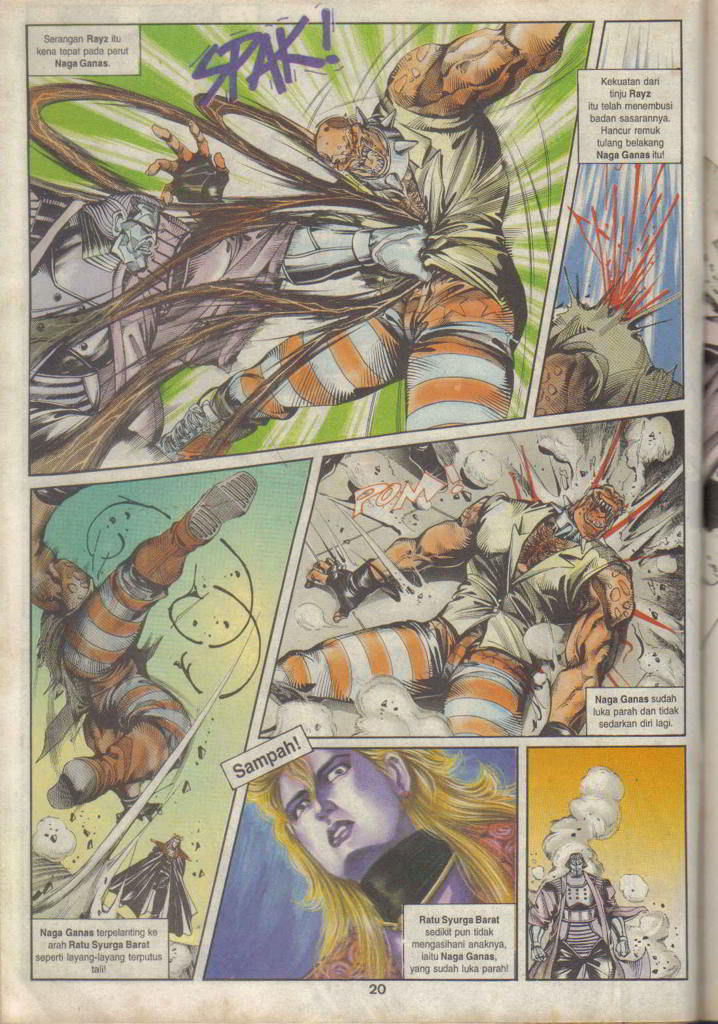 Serangan Rayz itu
kena tepat pada perut
Naga Ganas.
SPAK!
Kekuatan dari
tinju Rayz
itu telah menembusi
badan sasarannya.
Hancur remuk
tulang belakang
Naga Ganas itu!
POM!
Naga Ganas sudah
luka parah dan tidak
sedarkan diri lagi.
Naga Ganas terpelanting ke
arah Ratu Syurga Barat
seperti layang-layang terputus
tali!
Sampah!
Ratu Syurga Barat
sedikit pun tidak
mengasihani anaknya,
iaitu Naga Ganas,
yang sudah luka parah!
20